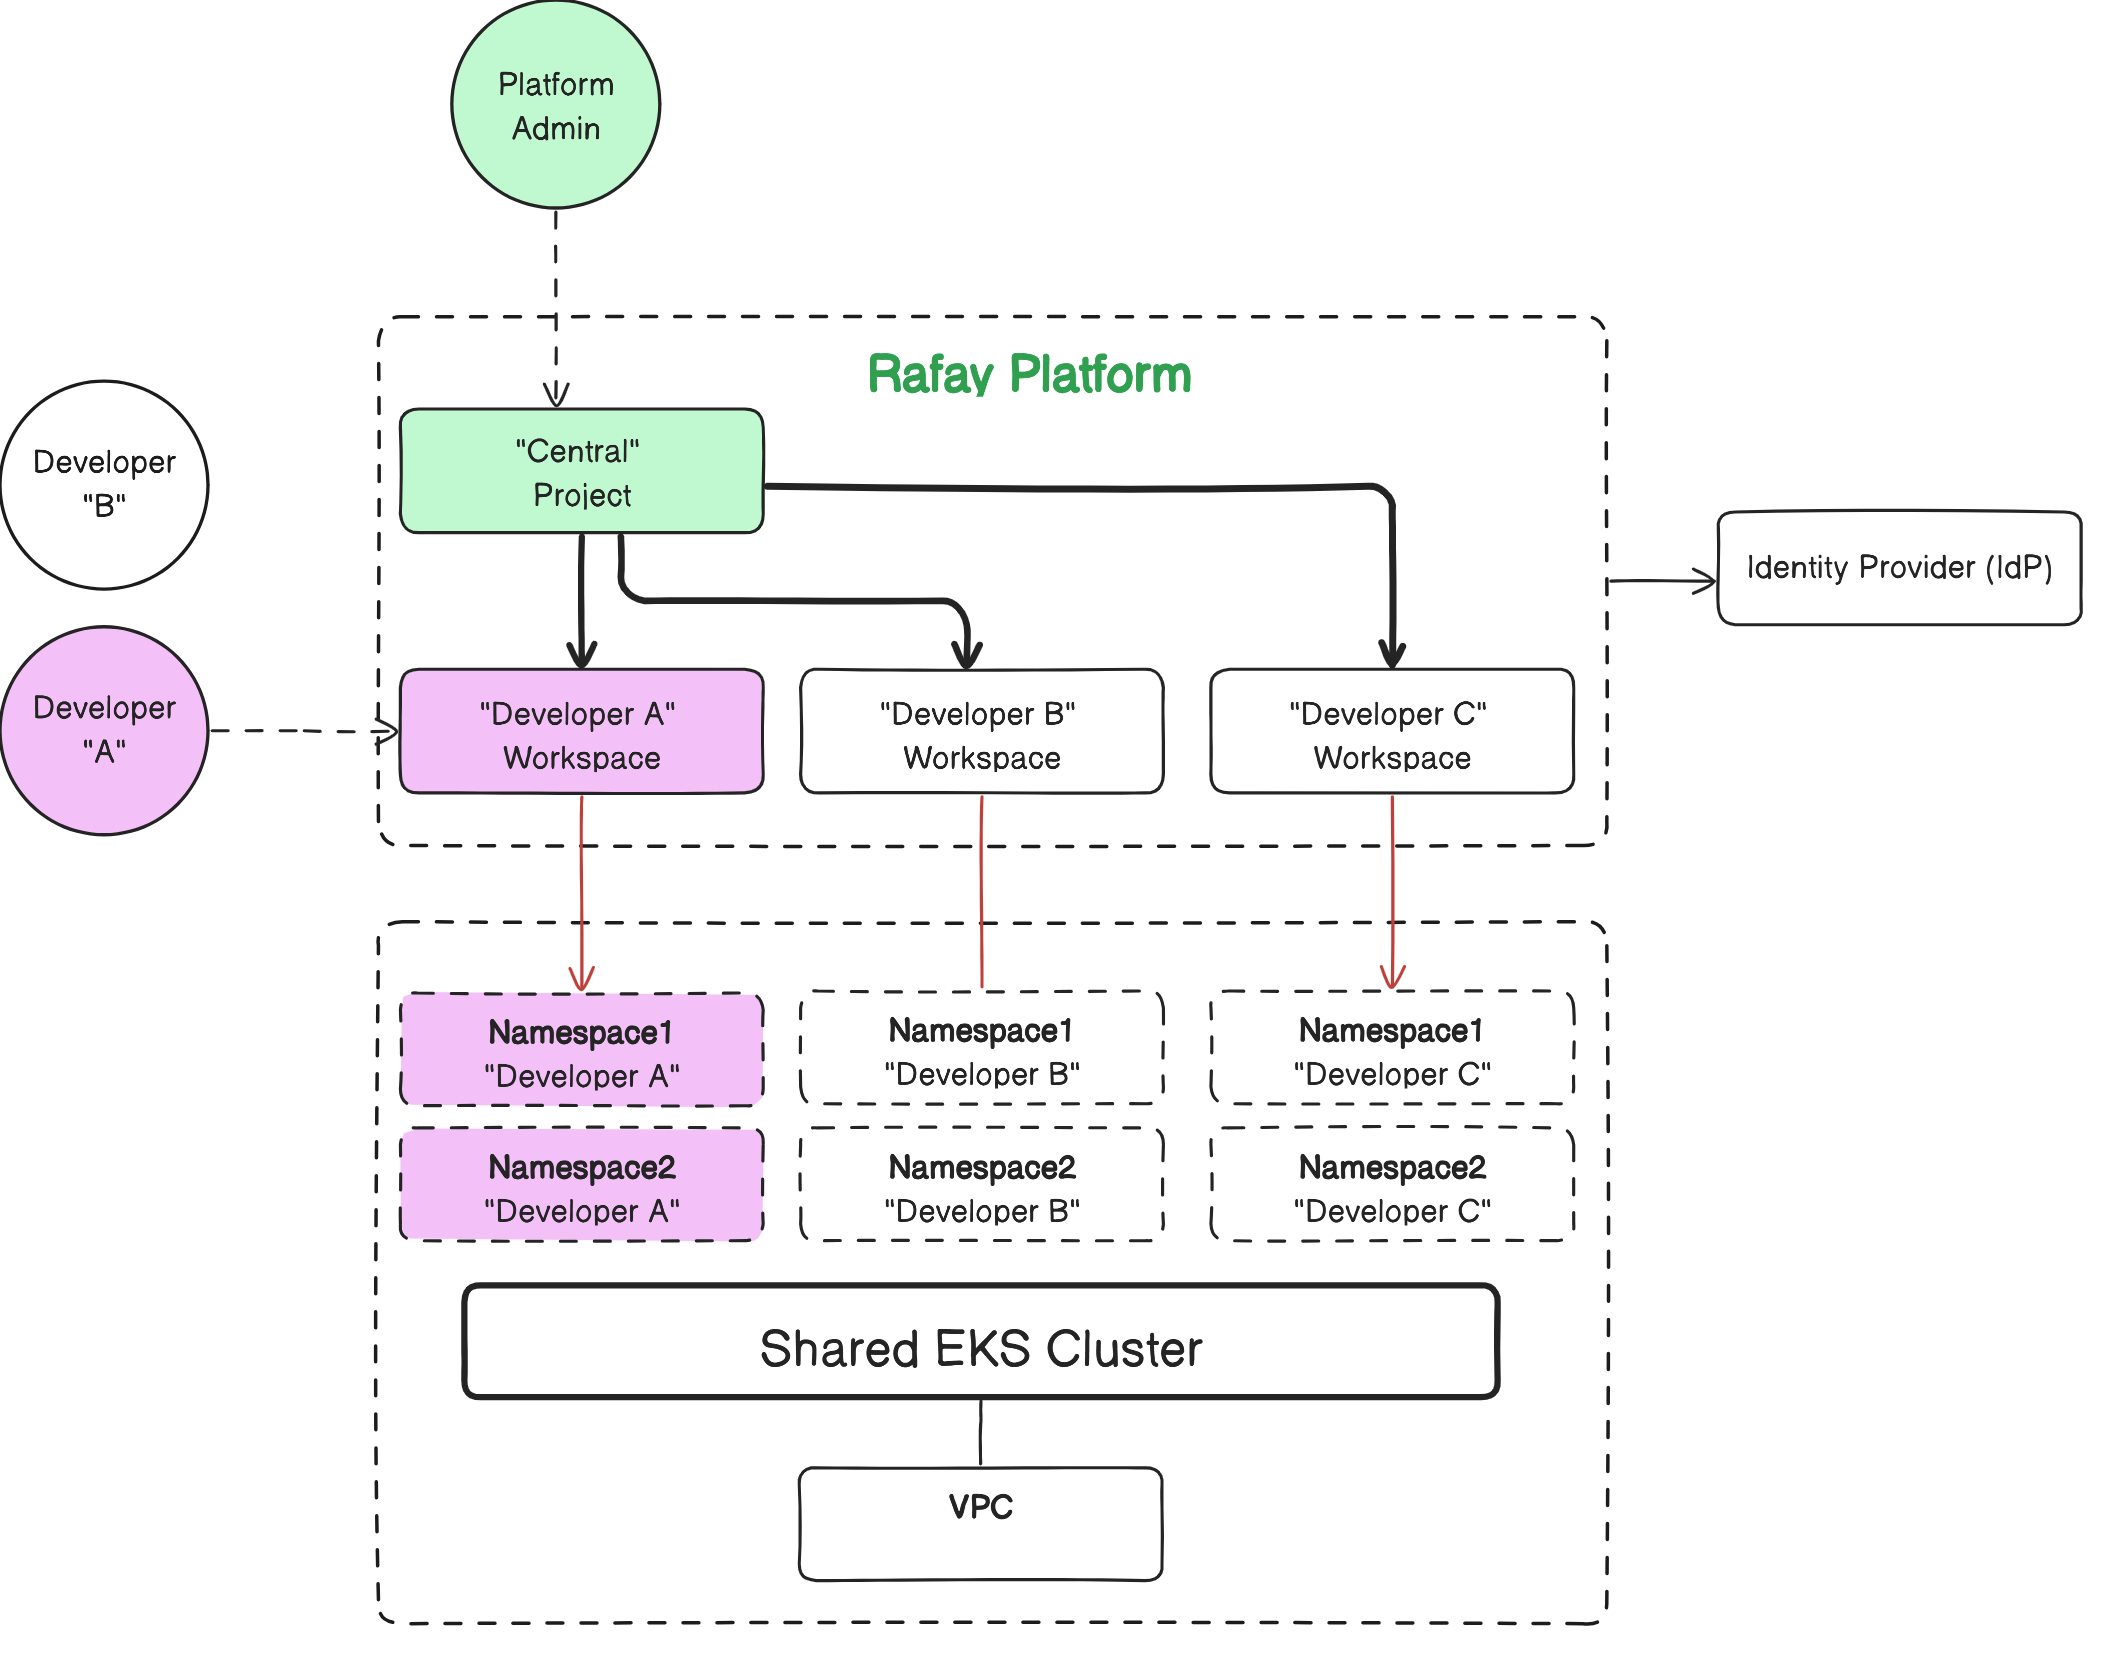 Platform
Admin
Rafay Platform
"Central"
Project
Developer
"B"
Identity Provider (IdP)
Developer
"A"
"Developer A"
Workspace
"Developer B"
Workspace
"Developer C"
Workspace
Namespace1
"Developer A"
Namespace1
"Developer B"
Namespace1
"Developer C"
Namespace2
"Developer A"
Namespace2
"Developer B"
Namespace2
"Developer C"
Shared EKS Cluster
VPC